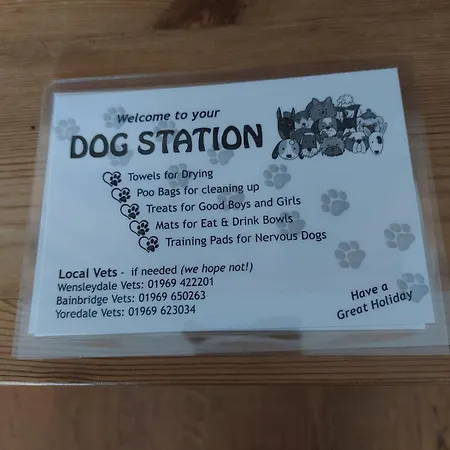 Welcome to your
DOG STATION
Towels for Drying
Poo Bags for cleaning up
Treats for Good Boys and Girls
Mats for Eat & Drink Bowls
Training Pads for Nervous Dogs
Local Vets - if needed (we hope not!)
Wensleydale Vets: 01969 422201
Bainbridge Vets: 01969 650263
Yoredale Vets: 01969 623034
Have a
Great Holiday